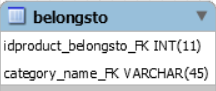 belongsto
idproduct_belongsto_FK INT(11)
category_name_FK VARCHAR(45)